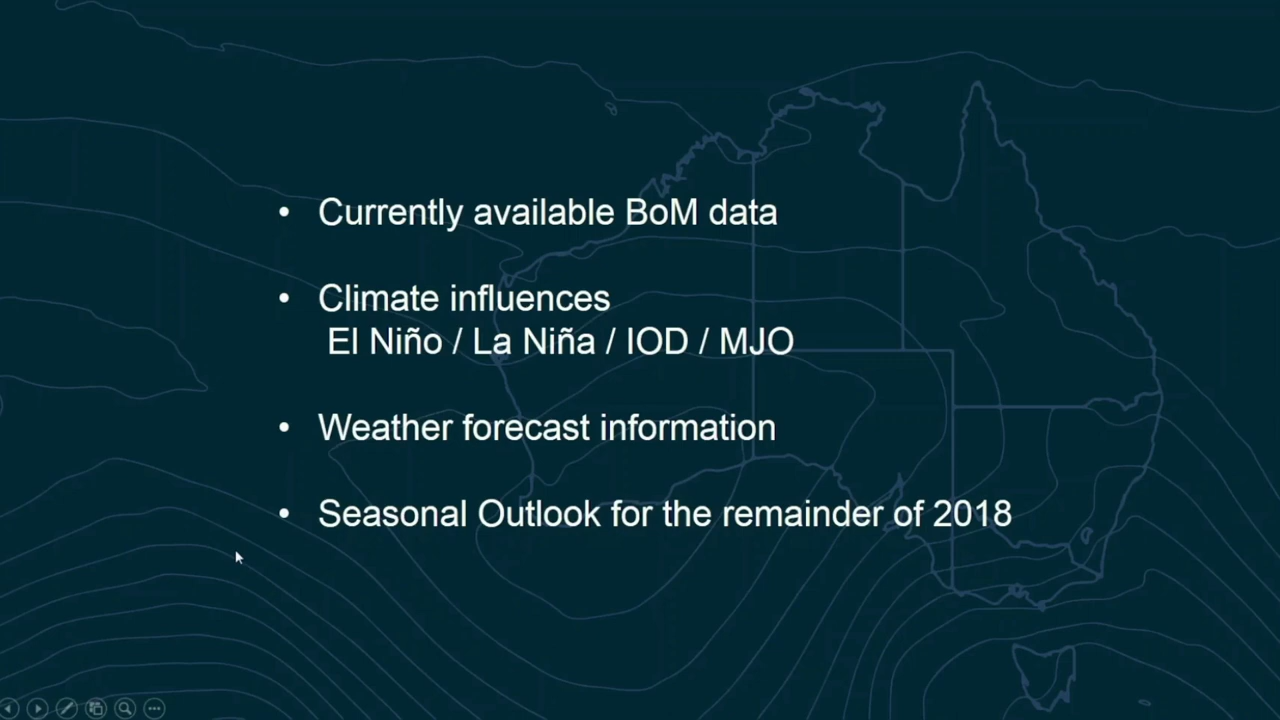 • Currently available BoM data
• Climate influences
El Niño / La Niña / IOD / MJO
• Weather forecast information
• Seasonal Outlook for the remainder of 2018